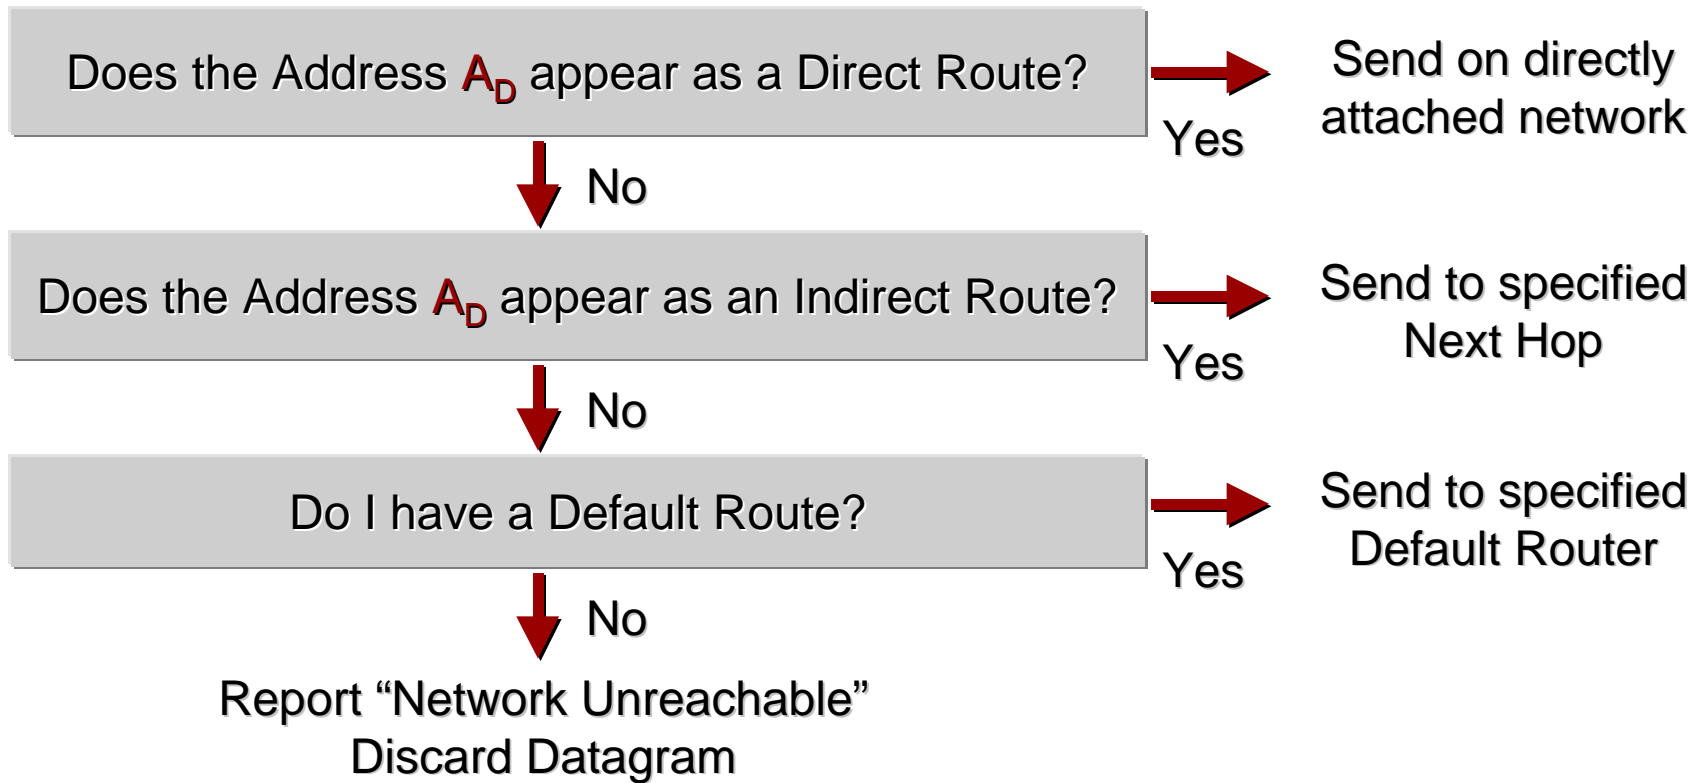 Does the Address A_D appear as a Direct Route?
Yes
Send on directly
attached network
No
Does the Address A_D appear as an Indirect Route?
Yes
Send to specified
Next Hop
No
Do I have a Default Route?
Yes
Send to specified
Default Router
No
Report “Network Unreachable”
Discard Datagram